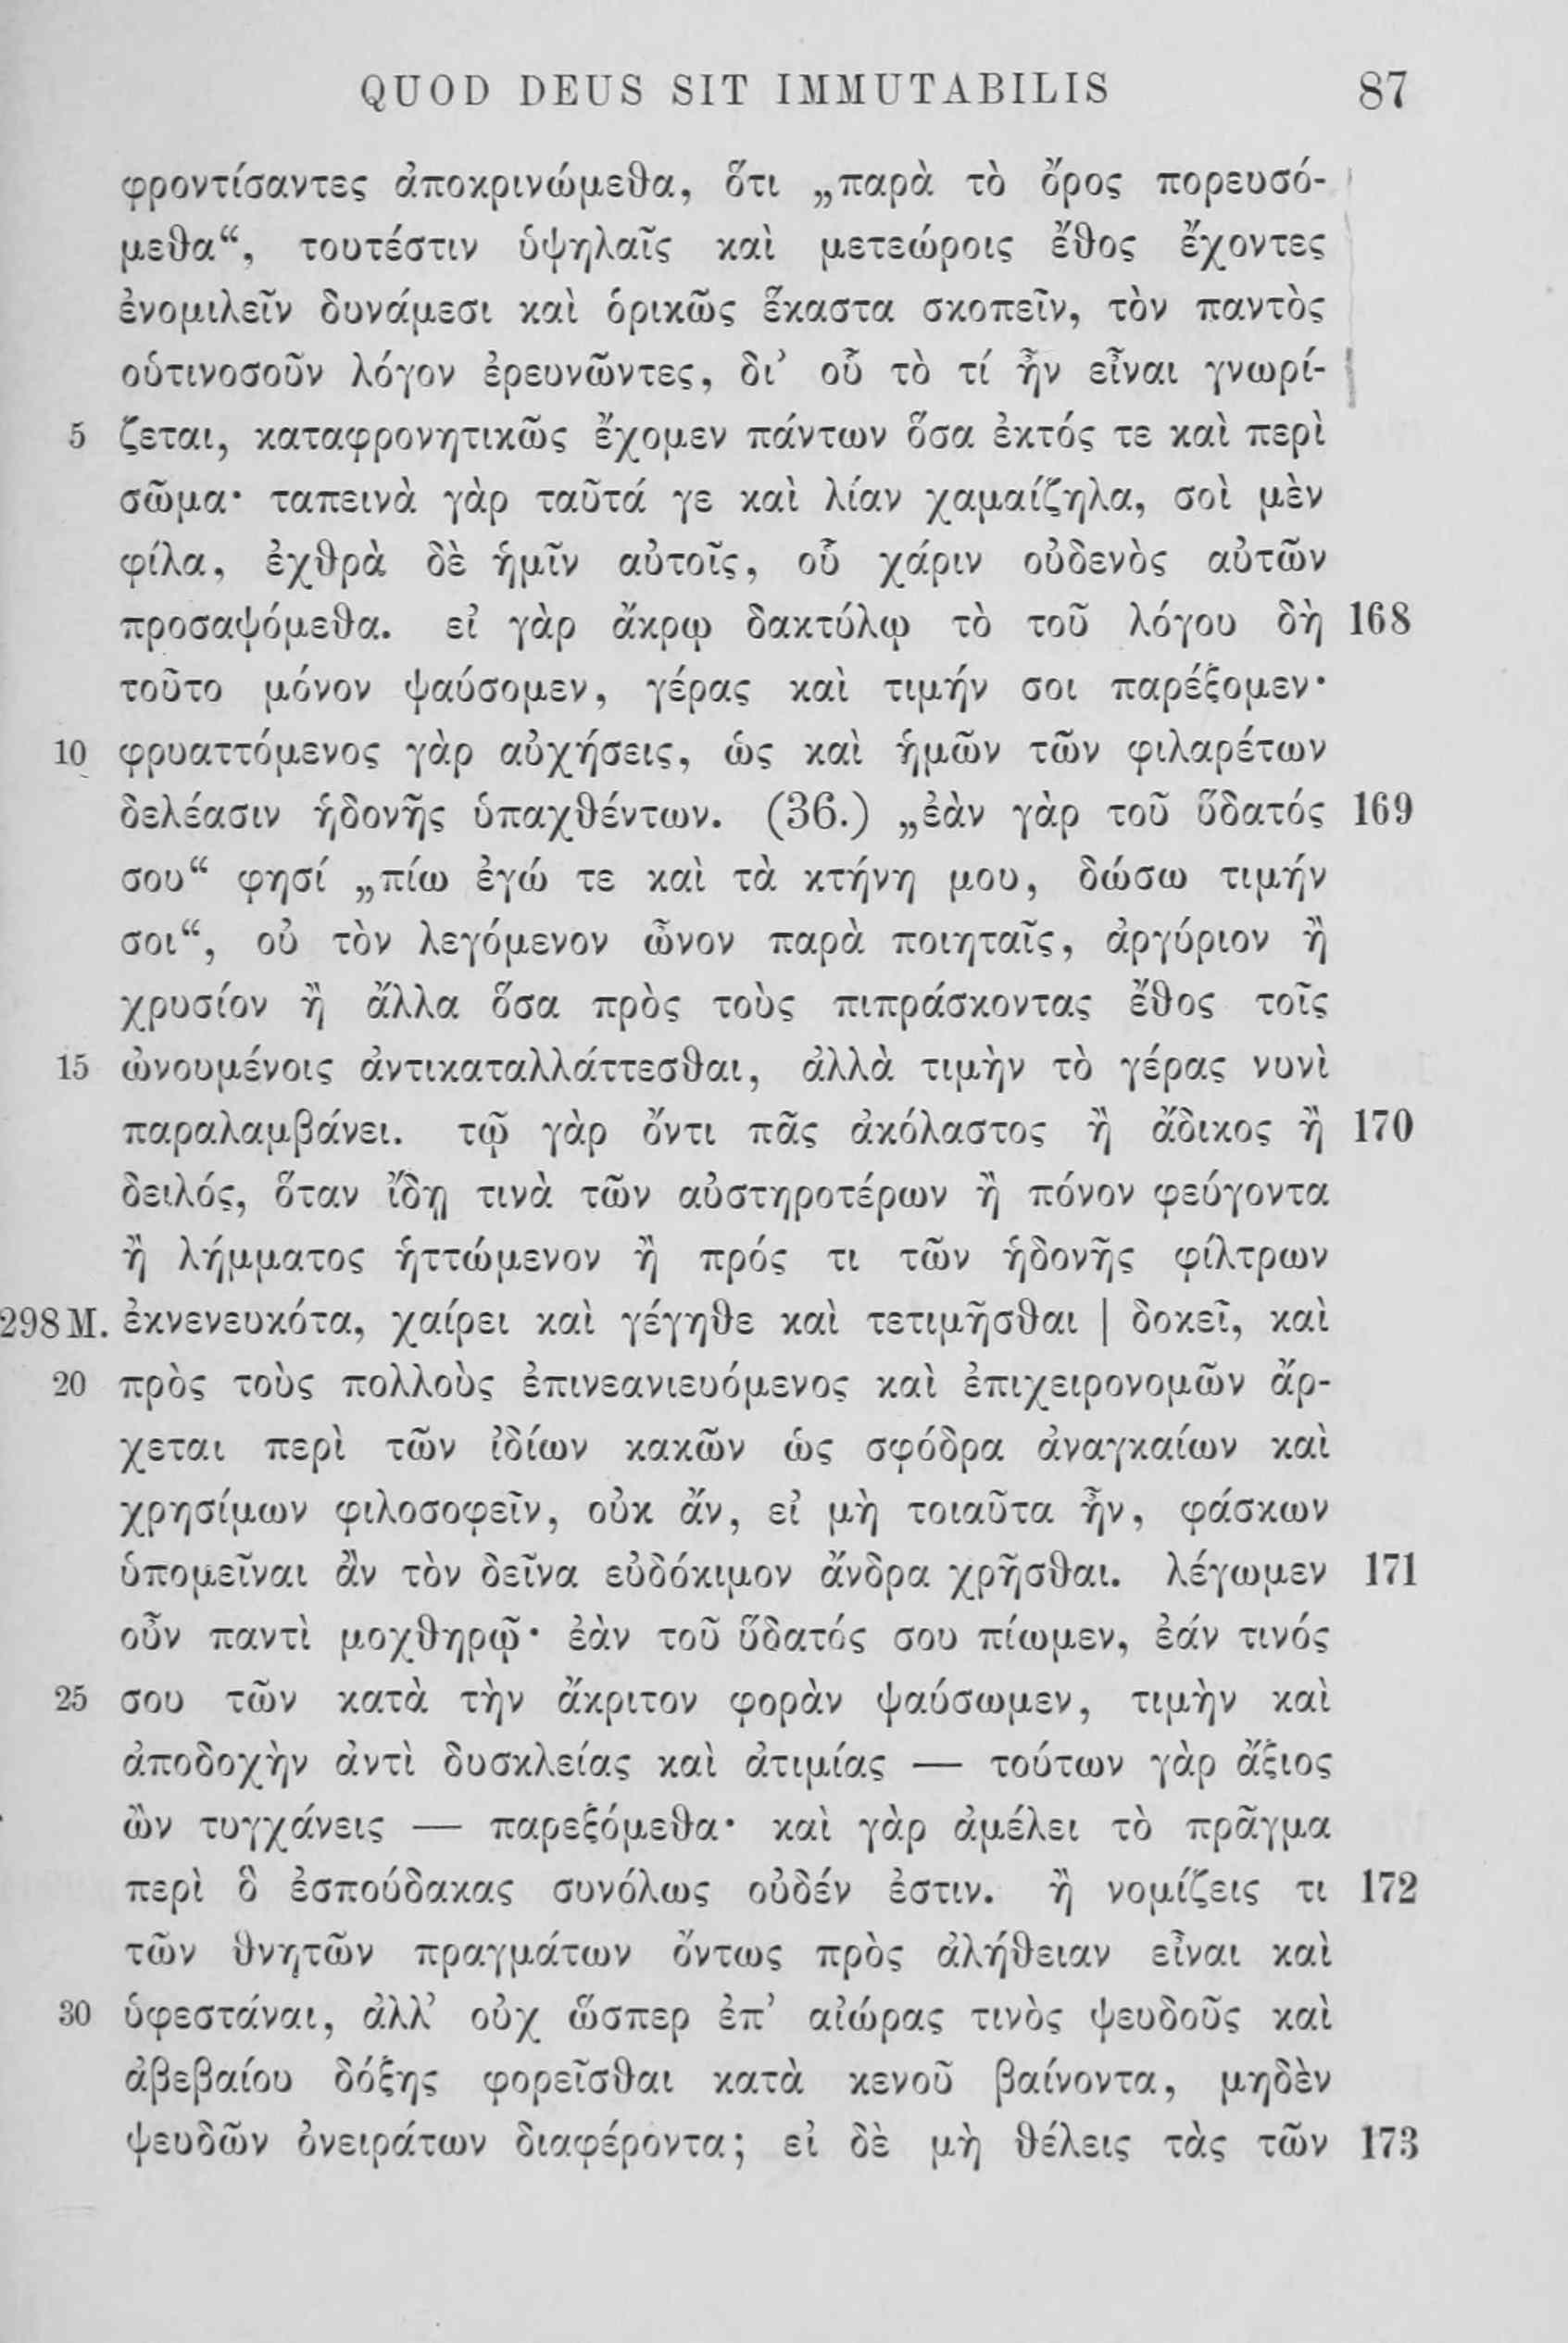 QUOD DEUS SIT IMMUTABILIS 87
φροντίσαντες ἀποκρινώμεθα, ὅτι „παρὰ τὸ ὄρος πορευσό-
μεθα“, τουτέστιν ὑψηλαῖς καὶ μετεώροις ἔθος ἔχοντες
ἐνομιλεῖν δυνάμεσι καὶ ὁρικῶς ἕκαστα σκοπεῖν, τὸν παντὸς
οὑτινοσοῦν λόγον ἐρευνῶντες, δι’ οὗ τὸ τί ἦν εἶναι γνωρί-
5 ζεται, καταφρονητικῶς ἔχομεν πάντων ὅσα ἐκτός τε καὶ περὶ
σῶμα· ταπεινὰ γὰρ ταῦτά γε καὶ λίαν χαμαίζηλα, σοὶ μὲν
φίλα, ἐχθρὰ δὲ ἡμῖν αὐτοῖς, οὗ χάριν οὐδενὸς αὐτῶν
προσαψόμεθα. εἰ γὰρ ἄκρῳ δακτύλῳ τὸ τοῦ λόγου δὴ 168
τοῦτο μόνον ψαύσομεν, γέρας καὶ τιμήν σοι παρέξομεν·
10 φρυαττόμενος γὰρ αὐχήσεις, ὡς καὶ ἡμῶν τῶν φιλαρέτων
δελέασιν ἡδονῆς ὑπαχθέντων. (36.) „ἐὰν γὰρ τοῦ ὕδατός 169
σου“ φησί „πίω ἐγώ τε καὶ τὰ κτήνη μου, δώσω τιμήν
σοι“, οὐ τὸν λεγόμενον ὦνον παρὰ ποιηταῖς, ἀργύριον ἢ
χρυσίον ἢ ἄλλα ὅσα πρὸς τοὺς πιπράσκοντας ἔθος τοῖς
15 ὠνουμένοις ἀντικαταλλάττεσθαι, ἀλλὰ τιμὴν τὸ γέρας νυνὶ
παραλαμβάνει. τῷ γὰρ ὄντι πᾶς ἀκόλαστος ἢ ἄδικος ἢ 170
δειλός, ὅταν ἴδῃ τινὰ τῶν αὐστηροτέρων ἢ πόνον φεύγοντα
ἢ λήμματος ἡττώμενον ἢ πρός τι τῶν ἡδονῆς φίλτρων
298 M. ἐκνενευκότα, χαίρει καὶ γέγηθε καὶ τετιμῆσθαι | δοκεῖ, καὶ
20 πρὸς τοὺς πολλοὺς ἐπινεανιευόμενος καὶ ἐπιχειρονομῶν ἄρ-
χεται περὶ τῶν ἰδίων κακῶν ὡς σφόδρα ἀναγκαίων καὶ
χρησίμων φιλοσοφεῖν, οὐκ ἄν, εἰ μὴ τοιαῦτα ἦν, φάσκων
ὑπομεῖναι ἂν τὸν δεῖνα εὐδόκιμον ἄνδρα χρῆσθαι. λέγωμεν 171
οὖν παντὶ μοχθηρῷ· ἐὰν τοῦ ὕδατός σου πίωμεν, ἐάν τινός
25 σου τῶν κατὰ τὴν ἄκριτον φορὰν ψαύσωμεν, τιμὴν καὶ
ἀποδοχὴν ἀντὶ δυσκλείας καὶ ἀτιμίας — τούτων γὰρ ἄξιος
ὢν τυγχάνεις — παρεξόμεθα· καὶ γὰρ ἀμέλει τὸ πρᾶγμα
περὶ ὃ ἐσπούδακας συνόλως οὐδέν ἐστιν. ἢ νομίζεις τι 172
τῶν θνητῶν πραγμάτων ὄντως πρὸς ἀλήθειαν εἶναι καὶ
30 ὑφεστάναι, ἀλλ’ οὐχ ὥσπερ ἐπ’ αἰώρας τινὸς ψευδοῦς καὶ
ἀβεβαίου δόξης φορεῖσθαι κατὰ κενοῦ βαίνοντα, μηδὲν
ψευδῶν ὀνειράτων διαφέροντα; εἰ δὲ μὴ θέλεις τὰς τῶν 173